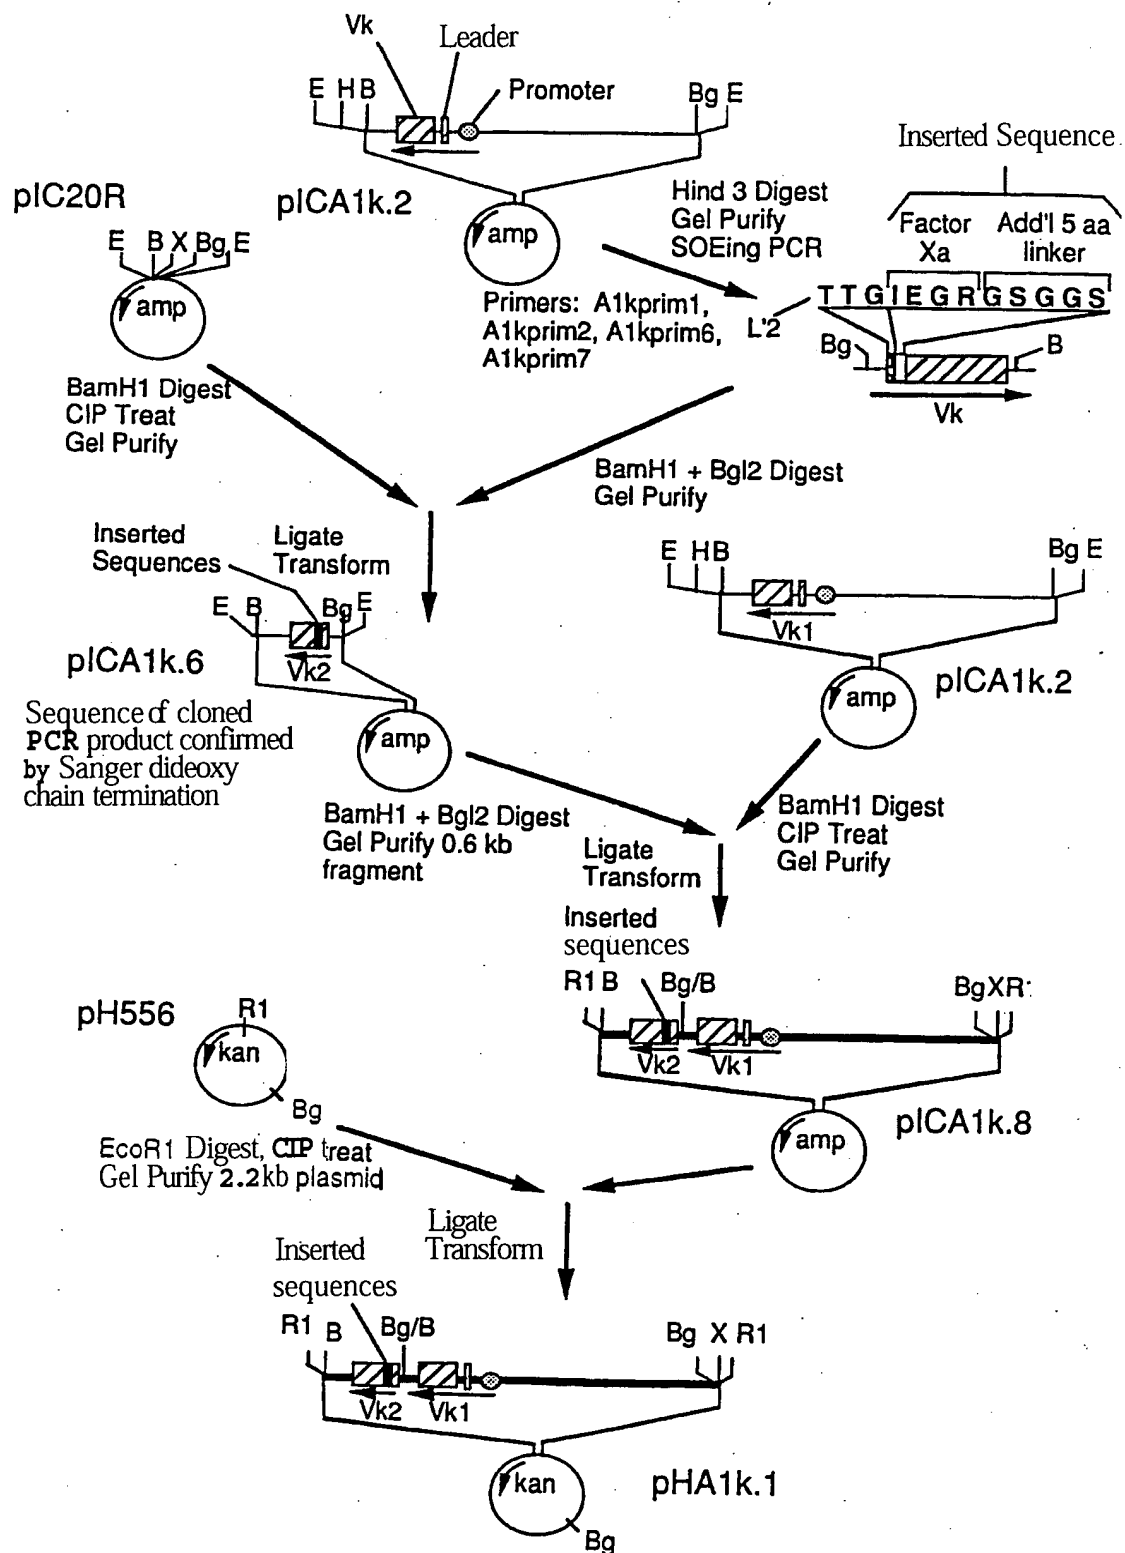 Vk
Leader
E H B
Promoter
Bg E
Inserted Sequence
pIC20R
pICA1k.2
Hind 3 Digest
Gel Purify
SOEing PCR
Factor
Xa
Add'l 5 aa
linker
E B X Bg E
amp
amp
Primers: A1kprim1,
A1kprim2, A1kprim6,
A1kprim7
L'2
T T G I E G R G S G G S
Bg
B
Vk
BamH1 Digest
CIP Treat
Gel Purify
BamH1 + Bgl2 Digest
Gel Purify
Inserted
Sequences
Ligate
Transform
E H B
Bg E
E B
Bg E
Vk1
pICA1k.6
Vk2
pICA1k.2
amp
Sequence of cloned
PCR product confirmed
by Sanger dideoxy
chain termination
amp
BamH1 + Bgl2 Digest
Gel Purify 0.6 kb
fragment
BamH1 Digest
CIP Treat
Gel Purify
Ligate
Transform
Inserted
sequences
R1 B
Bg/B
Bg X R1
pH556
R1
kan
Bg
Vk2
Vk1
pICA1k.8
amp
EcoR1 Digest, CIP treat
Gel Purify 2.2kb plasmid
Ligate
Transform
Inserted
sequences
R1 B
Bg/B
Bg X R1
Vk2
Vk1
kan
pHA1k.1
Bg